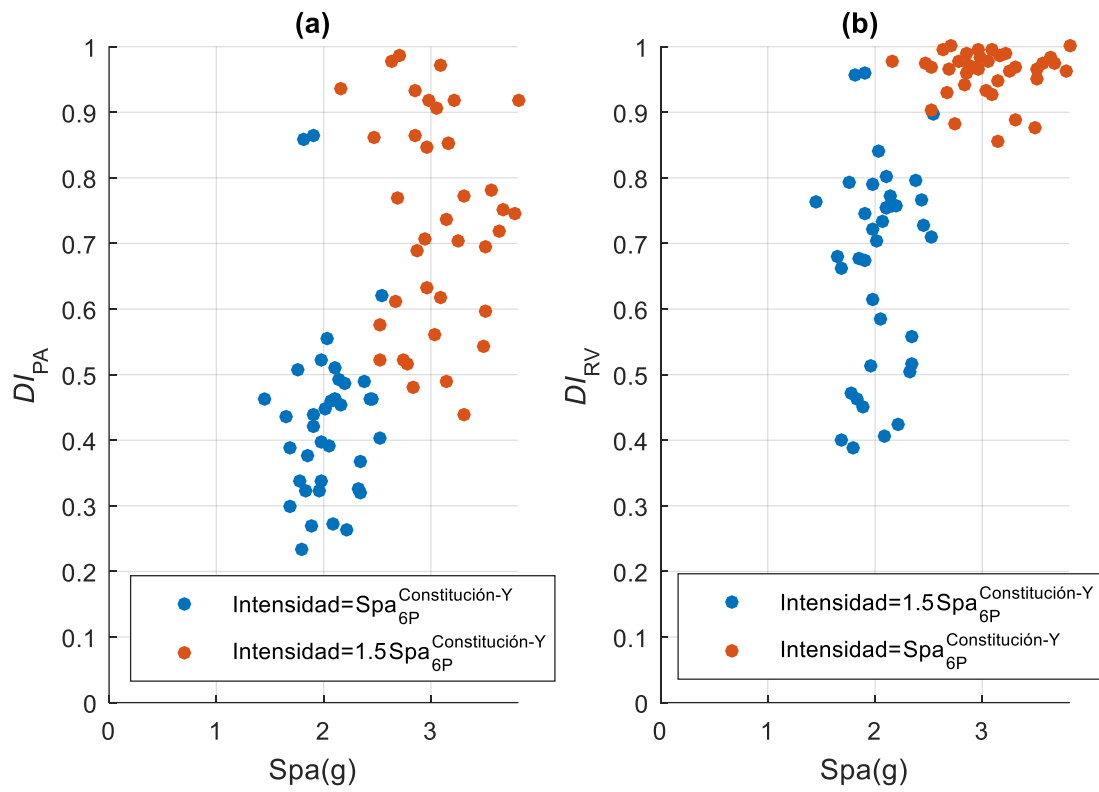 (a)
1
0.9
0.8
0.7
0.6
0.5
0.4
0.3
0.2
0.1
0
DI_PA
Intensidad=Spa_6P^Constitución-Y
Intensidad=1.5Spa_6P^Constitución-Y
0 1 2 3
Spa(g)
(b)
1
0.9
0.8
0.7
0.6
0.5
0.4
0.3
0.2
0.1
0
DI_RV
Intensidad=1.5Spa_6P^Constitución-Y
Intensidad=Spa_6P^Constitución-Y
0 1 2 3
Spa(g)